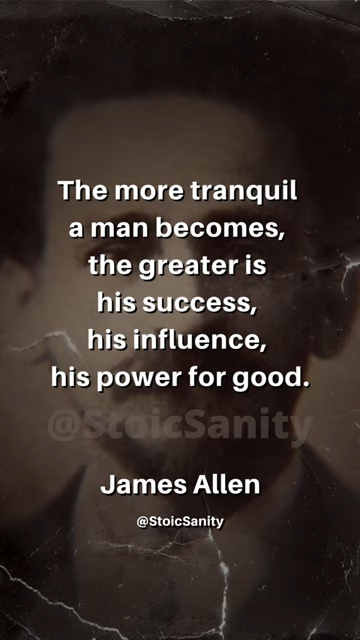 The more tranquil
a man becomes,
the greater is
his success,
his influence,
his power for good.
@StoicSanity
James Allen
@StoicSanity